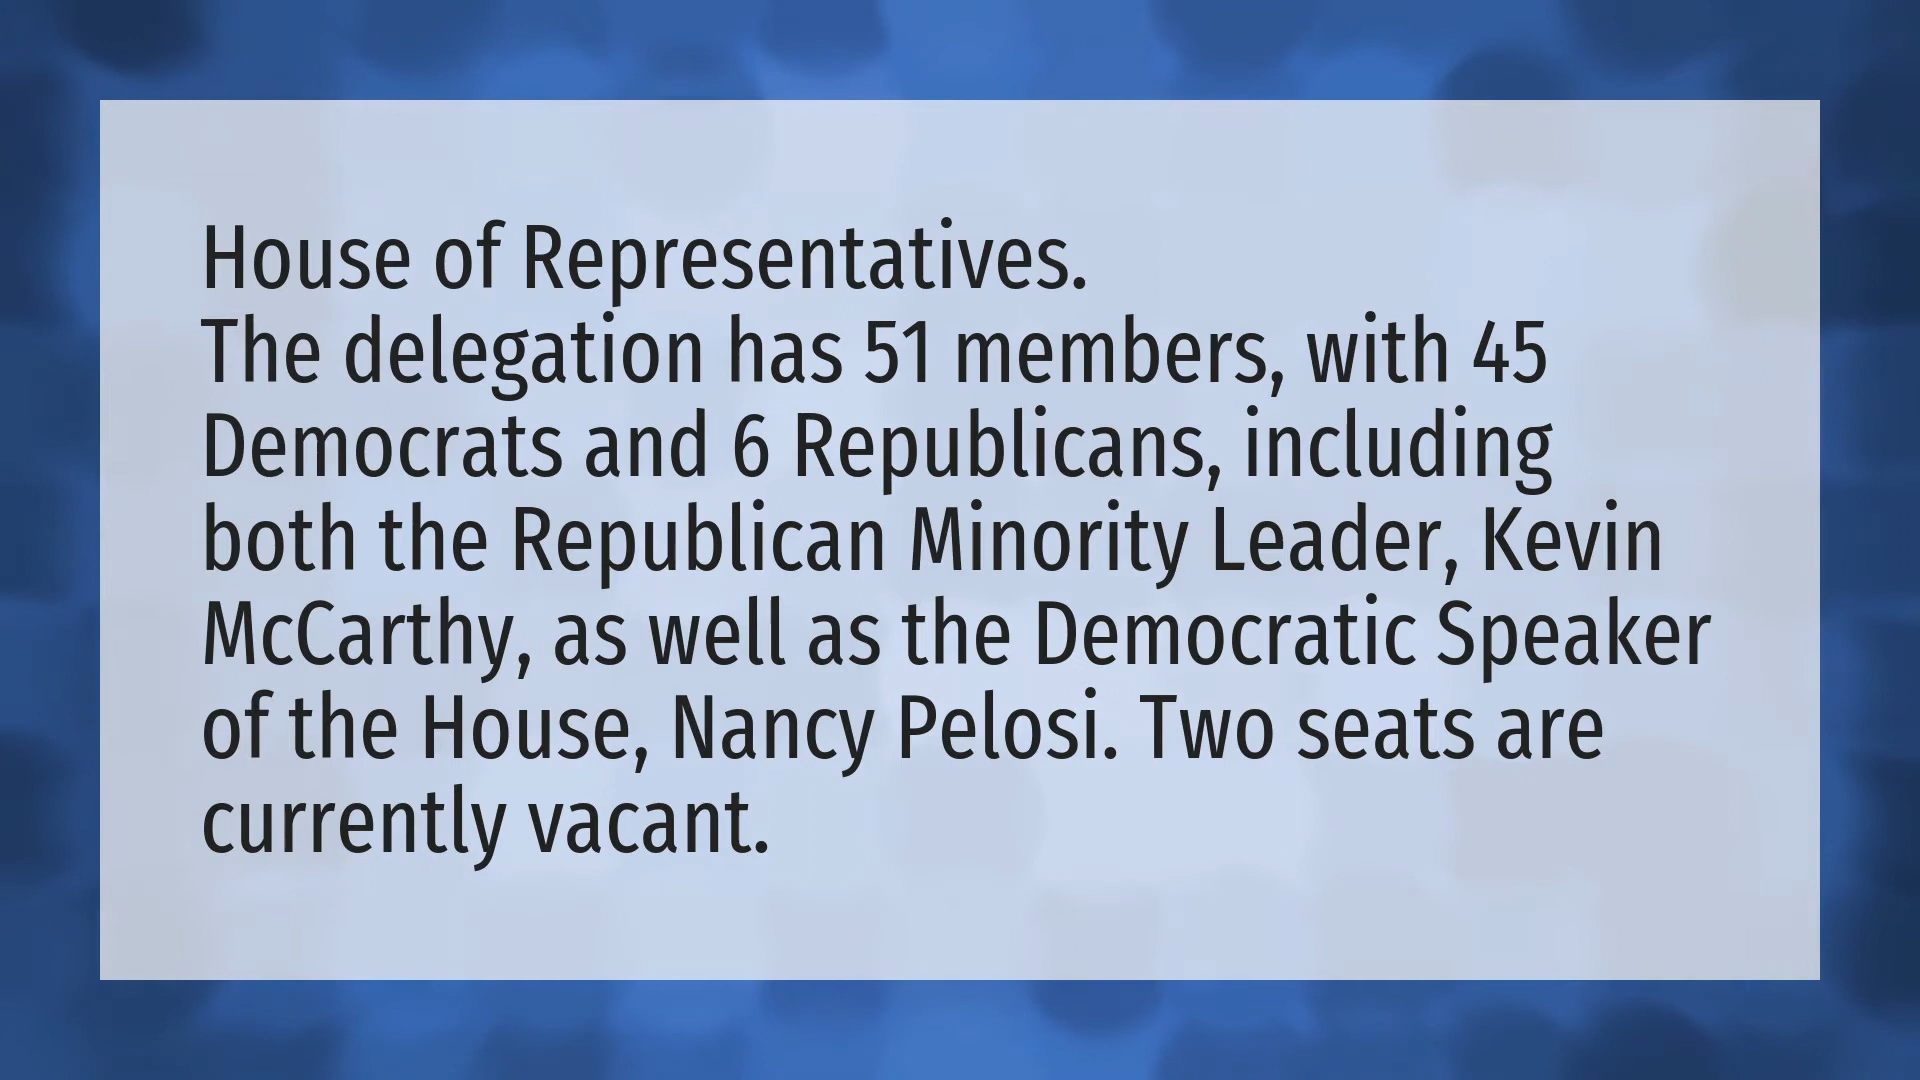 House of Representatives.
The delegation has 51 members, with 45
Democrats and 6 Republicans, including
both the Republican Minority Leader, Kevin
McCarthy, as well as the Democratic Speaker
of the House, Nancy Pelosi. Two seats are
currently vacant.